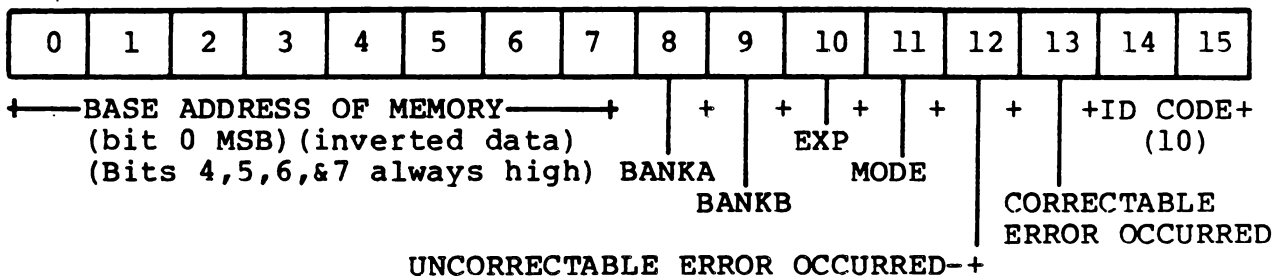 0 1 2 3 4 5 6 7 8 9 10 11 12 13 14 15
+——BASE ADDRESS OF MEMORY——+ + + + + + +ID CODE+
(bit 0 MSB)(inverted data) EXP (10)
(Bits 4,5,6,&7 always high) BANKA MODE
BANKB CORRECTABLE
ERROR OCCURRED
UNCORRECTABLE ERROR OCCURRED-+